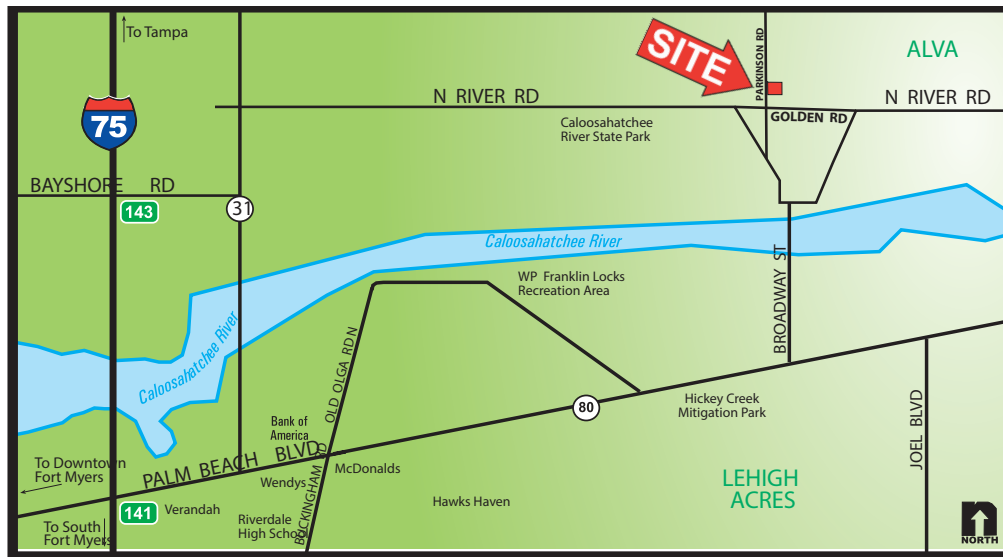 To Tampa
75
SITE
PARKINSON RD
ALVA
N RIVER RD
N RIVER RD
GOLDEN RD
Caloosahatchee
River State Park
BAYSHORE RD
143
31
Caloosahatchee River
WP Franklin Locks
Recreation Area
BROADWAY ST
Caloosahatchee River
OLD OLGA RD N
80
Hickey Creek
Mitigation Park
JOEL BLVD
Bank of
America
PALM BEACH BLVD
To Downtown
Fort Myers
McDonalds
Wendys
BUCKINGHAM RD
LEHIGH
ACRES
141
Verandah
Hawks Haven
Riverdale
High School
To South
Fort Myers
n
NORTH